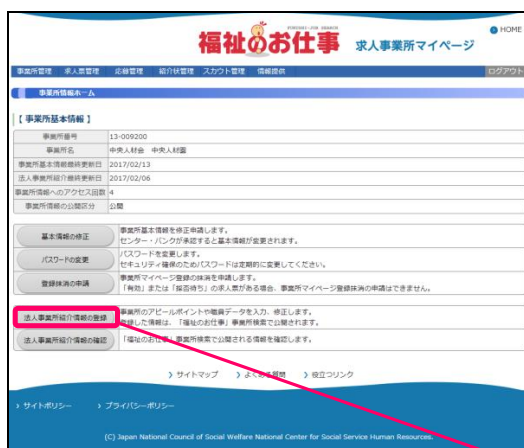 福祉のお仕事
求人事業所マイページ
HOME
事業所管理 求人票管理 応募管理 紹介状管理 スカウト管理 情報提供 ログアウト
事業所情報ホーム
【 事業所基本情報 】
事業所番号 13-009200
事業所名 中央人材会 中央人材園
事業所基本情報最終更新日 2017/02/13
法人事業所紹介最終更新日 2017/02/06
事業所情報へのアクセス回数 4
事業所情報の公開区分 公開
基本情報の修正
事業所基本情報を修正申請します。
センター・バンクが承認すると基本情報が変更されます。
パスワードの変更
パスワードを変更します。
セキュリティ確保のためパスワードは定期的に変更してください。
登録抹消の申請
事業所マイページ登録の抹消を申請します。
「有効」または「採否待ち」の求人票がある場合、事業所マイページ登録抹消の申請はできません。
法人事業所紹介情報の登録
事業所のアピールポイントや職員データを入力、修正します。
登録した情報は、「福祉のお仕事」事業所検索で公開されます。
法人事業所紹介情報の確認
「福祉のお仕事」事業所検索で公開される情報を確認します。
サイトマップ よくある質問 役立つリンク
サイトポリシー プライバシーポリシー
(C) Japan National Council of Social Welfare National Center for Social Service Human Resources.